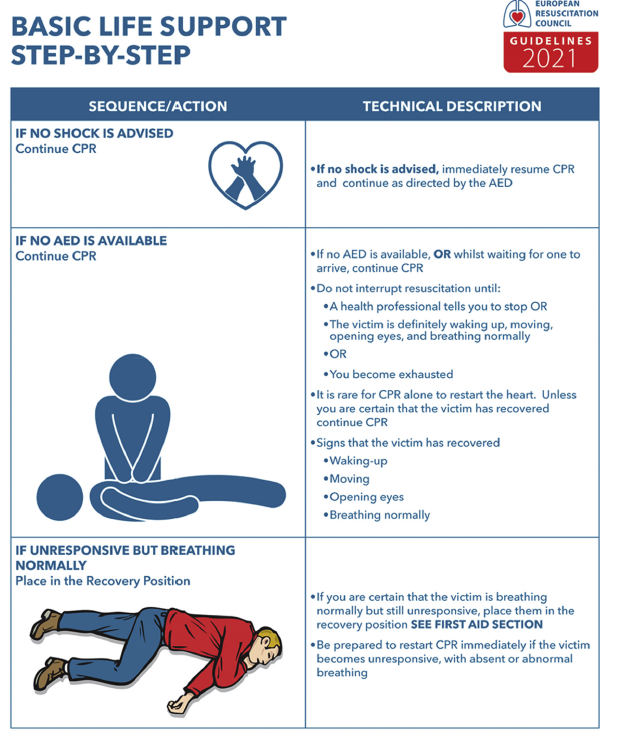 BASIC LIFE SUPPORT
STEP-BY-STEP
EUROPEAN
RESUSCITATION
COUNCIL
GUIDELINES
2021
SEQUENCE/ACTION
TECHNICAL DESCRIPTION
IF NO SHOCK IS ADVISED
Continue CPR
•If no shock is advised, immediately resume CPR
and continue as directed by the AED
IF NO AED IS AVAILABLE
Continue CPR
•If no AED is available, OR whilst waiting for one to
arrive, continue CPR
•Do not interrupt resuscitation until:
•A health professional tells you to stop OR
•The victim is definitely waking up, moving,
opening eyes, and breathing normally
•OR
•You become exhausted
•It is rare for CPR alone to restart the heart. Unless
you are certain that the victim has recovered
continue CPR
•Signs that the victim has recovered
•Waking-up
•Moving
•Opening eyes
•Breathing normally
IF UNRESPONSIVE BUT BREATHING
NORMALLY
Place in the Recovery Position
•If you are certain that the victim is breathing
normally but still unresponsive, place them in the
recovery position SEE FIRST AID SECTION
•Be prepared to restart CPR immediately if the victim
becomes unresponsive, with absent or abnormal
breathing